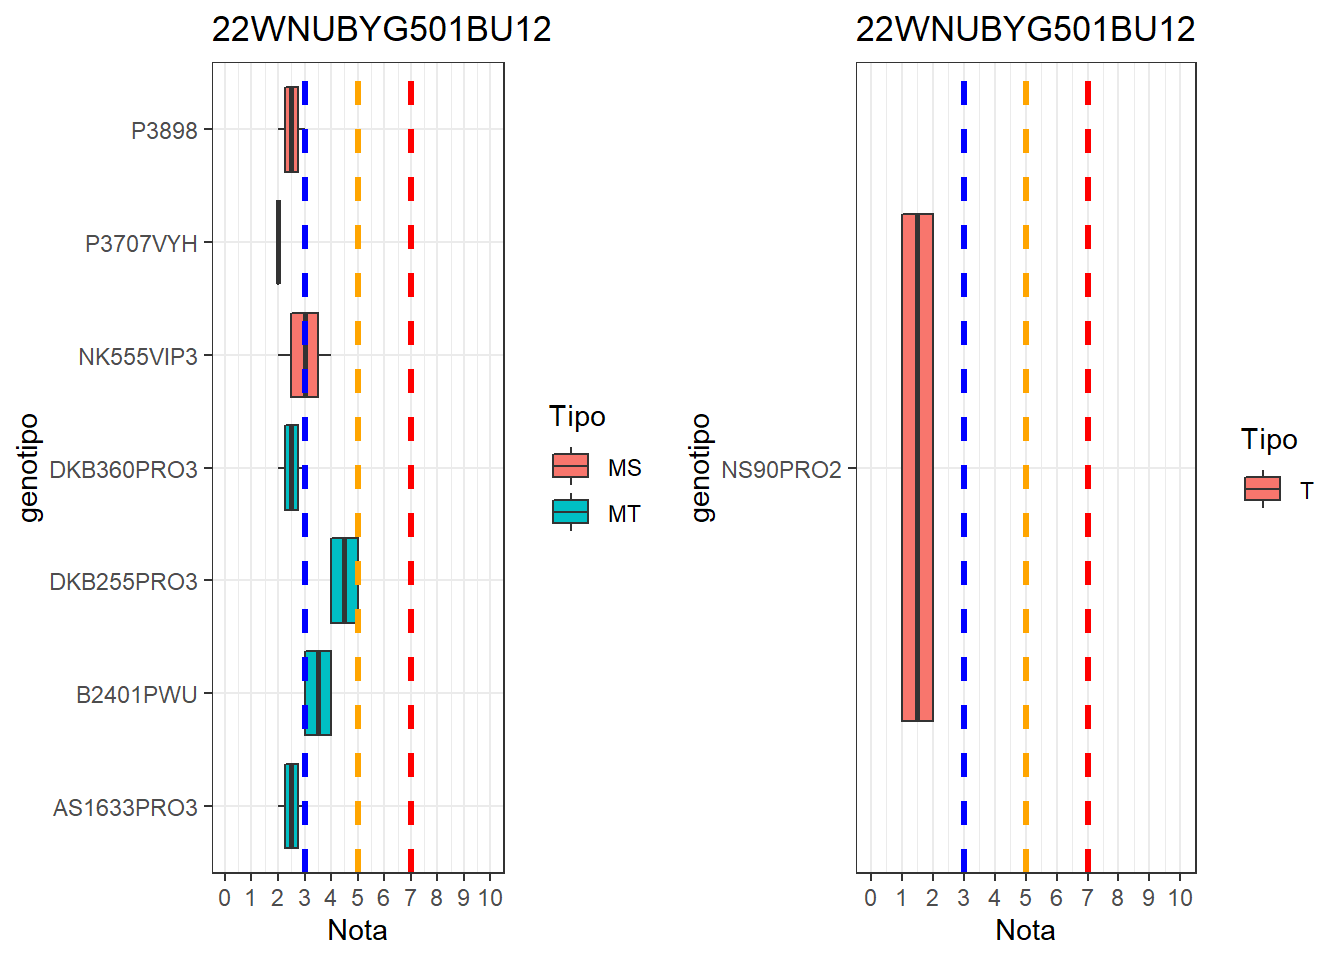 22WNUBYG501BU12
genotipo
P3898
P3707VYH
NK555VIP3
DKB360PRO3
DKB255PRO3
B2401PWU
AS1633PRO3
0 1 2 3 4 5 6 7 8 9 10
Nota
Tipo
MS
MT
22WNUBYG501BU12
genotipo
NS90PRO2
0 1 2 3 4 5 6 7 8 9 10
Nota
Tipo
T